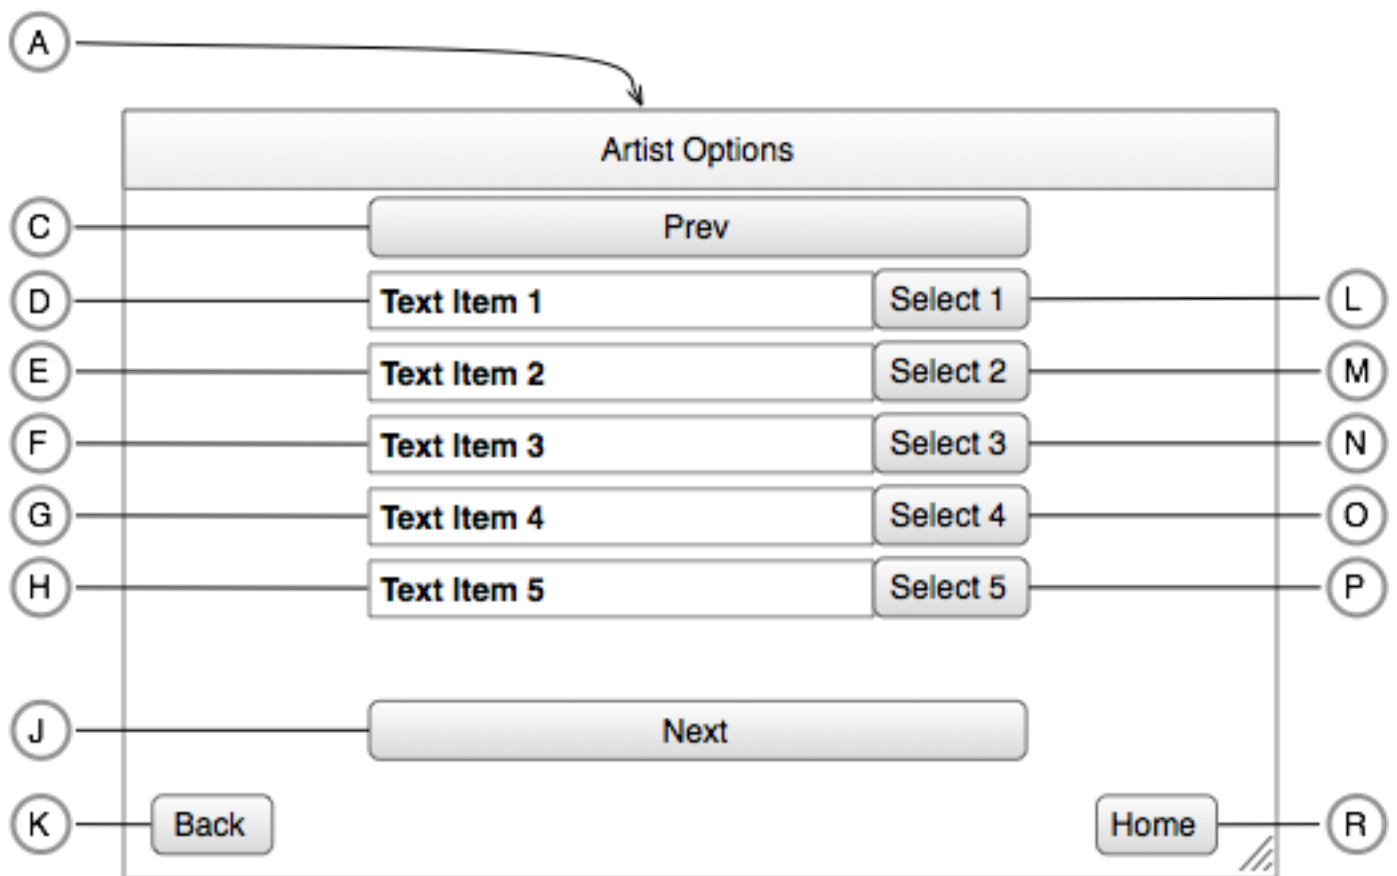 A
Artist Options
C Prev
D Text Item 1 Select 1 L
E Text Item 2 Select 2 M
F Text Item 3 Select 3 N
G Text Item 4 Select 4 O
H Text Item 5 Select 5 P
J Next
K Back Home R